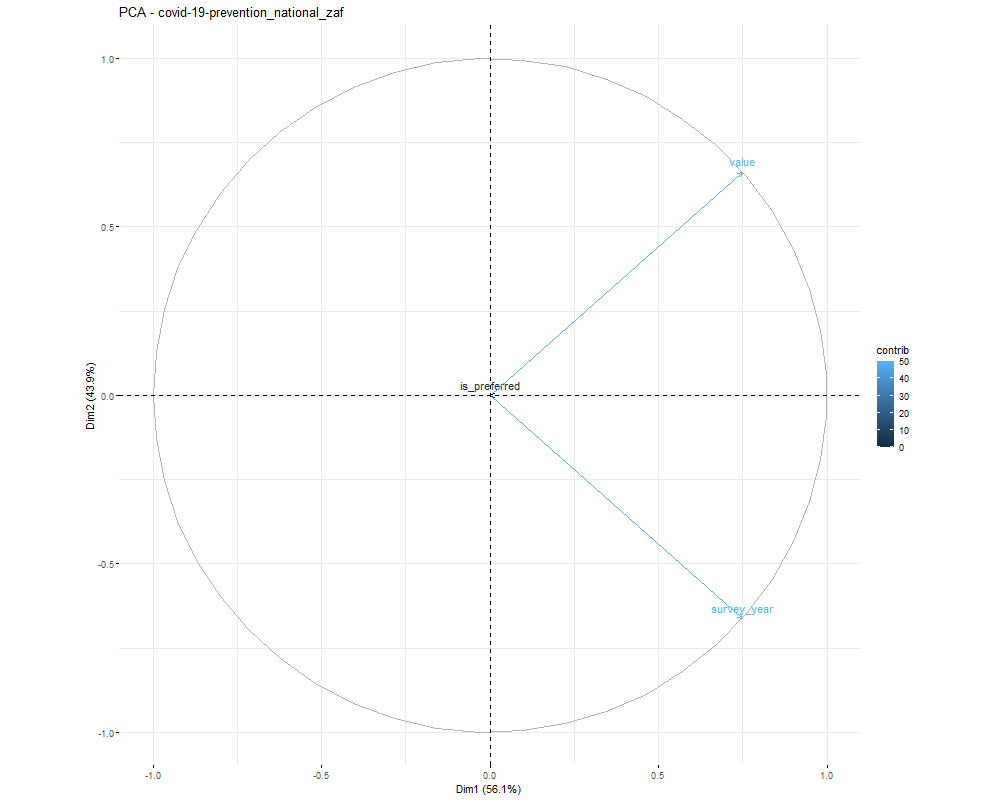 PCA - covid-19-prevention_national_zaf
1.0
0.5
0.0
-0.5
-1.0
Dim2 (43.9%)
value
is_preferred
survey_year
-1.0
-0.5
0.0
0.5
1.0
Dim1 (56.1%)
contrib
50
40
30
20
10
0